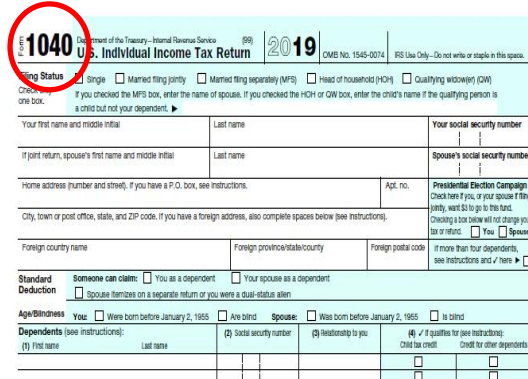 Form 1040 Department of the Treasury—Internal Revenue Service (99) U.S. Individual Income Tax Return 2019 OMB No. 1545-0074 IRS Use Only—Do not write or staple in this space.
Filing Status Single Married filing jointly Married filing separately (MFS) Head of household (HOH) Qualifying widow(er) (QW)
Check only one box.
If you checked the MFS box, enter the name of spouse. If you checked the HOH or QW box, enter the child's name if the qualifying person is
a child but not your dependent. ▶
Your first name and middle initial Last name Your social security number
If joint return, spouse's first name and middle initial Last name Spouse's social security numbe
Home address (number and street). If you have a P.O. box, see instructions. Apt. no.
Presidential Election Campaign
Check here if you, or your spouse if filin
jointly, want $3 to go to this fund.
Checking a box below will not change you
tax or refund. You Spouse
City, town or post office, state, and ZIP code. If you have a foreign address, also complete spaces below (see instructions).
Foreign country name Foreign province/state/county Foreign postal code
If more than four dependents,
see instructions and ✓ here ▶
Standard Deduction
Someone can claim: You as a dependent Your spouse as a dependent
Spouse itemizes on a separate return or you were a dual-status alien
Age/Blindness You: Were born before January 2, 1955 Are blind Spouse: Was born before January 2, 1955 Is blind
Dependents (see instructions): (2) Social security number (3) Relationship to you (4) ✓ if qualifies for (see instructions):
(1) First name Last name Child tax credit Credit for other dependents